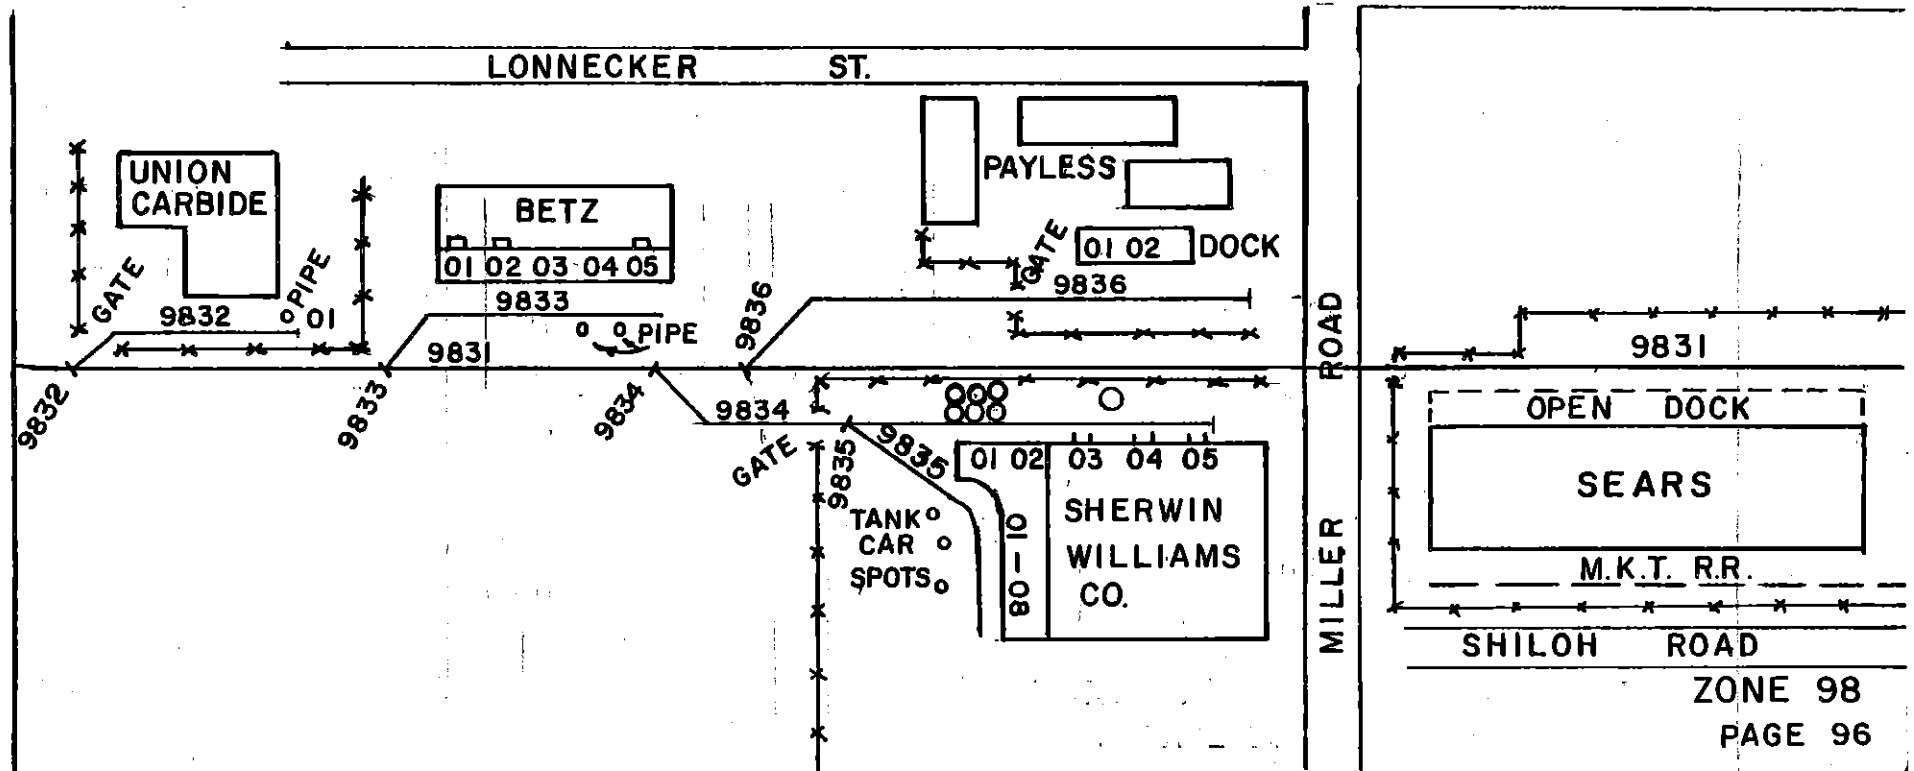 LONNECKER ST.
UNION
CARBIDE
GATE
PIPE
9832
01
BETZ
01 02 03 04 05
9833
PIPE
9836
PAYLESS
GATE
01 02
DOCK
9836
9831
9832
9833
9834
9834
GATE
9835
9835
01 02 03 04 05
TANK
CAR
SPOTS
01-08
SHERWIN
WILLIAMS
CO.
MILLER ROAD
9831
OPEN DOCK
SEARS
M.K.T. R.R.
SHILOH ROAD
ZONE 98
PAGE 96